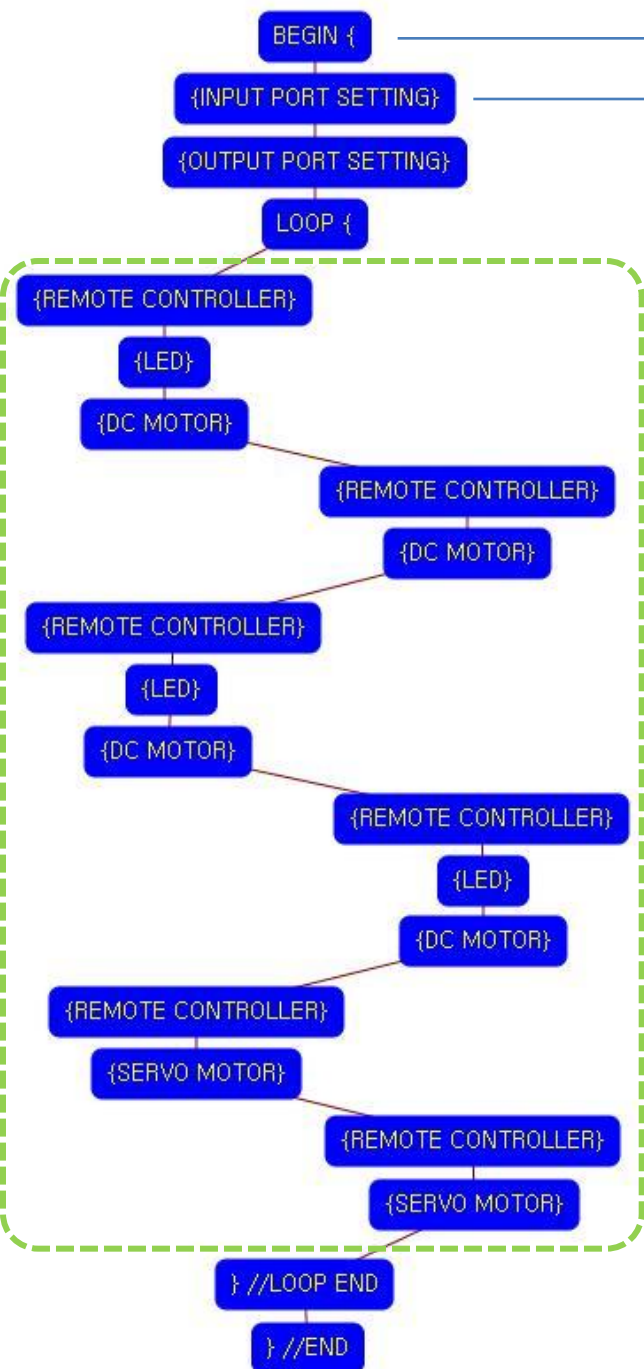 BEGIN {
{INPUT PORT SETTING}
{OUTPUT PORT SETTING}
LOOP {
{REMOTE CONTROLLER}
{LED}
{DC MOTOR}
{REMOTE CONTROLLER}
{DC MOTOR}
{REMOTE CONTROLLER}
{LED}
{DC MOTOR}
{REMOTE CONTROLLER}
{LED}
{DC MOTOR}
{REMOTE CONTROLLER}
{SERVO MOTOR}
{REMOTE CONTROLLER}
{SERVO MOTOR}
} //LOOP END
} //END